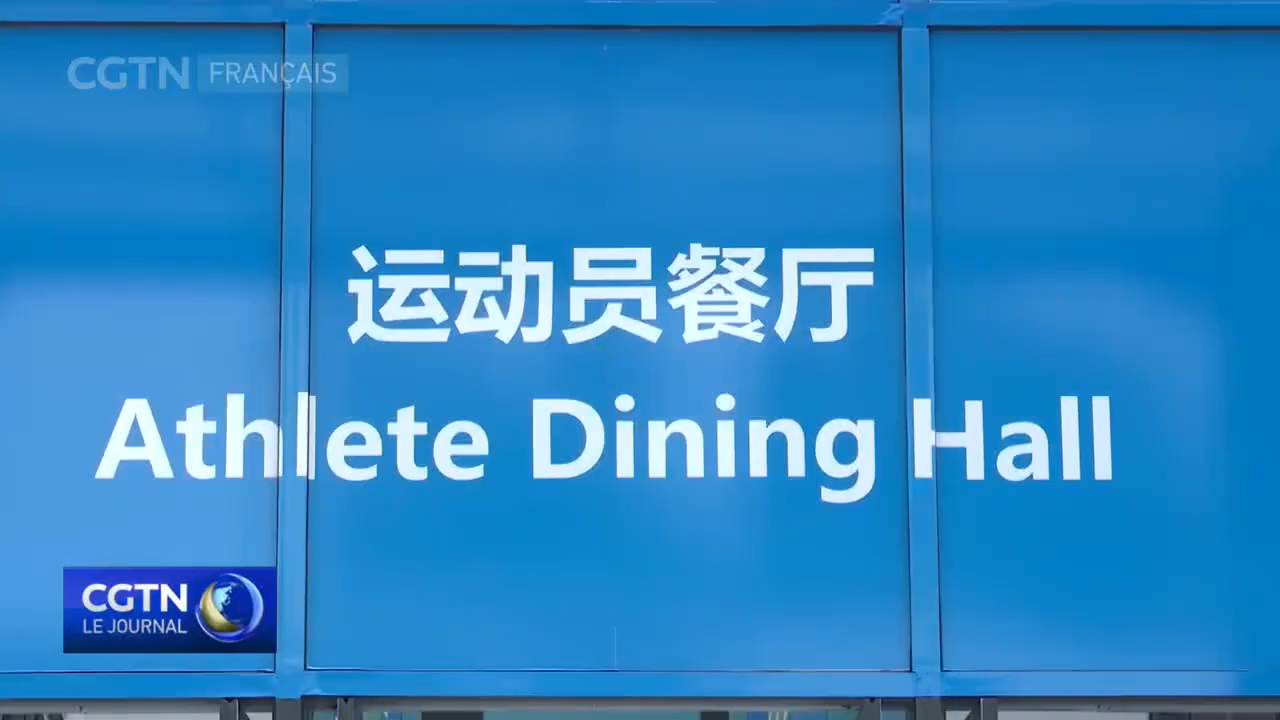 CGTN FRANÇAIS
运动员餐厅
Athlete Dining Hall
CGTN
LE JOURNAL